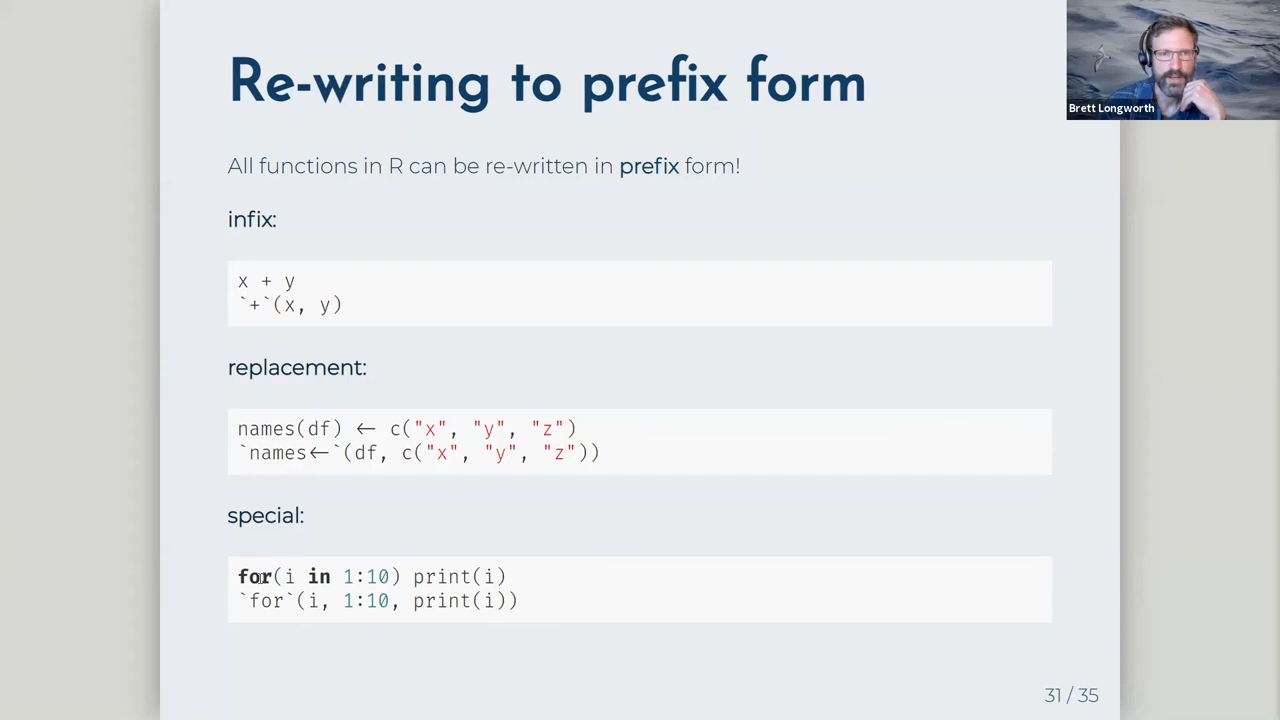 Re-writing to prefix form
Brett Longworth
All functions in R can be re-written in prefix form!
infix:
x + y
`+`(x, y)
replacement:
names(df) <- c("x", "y", "z")
`names<-`(df, c("x", "y", "z"))
special:
for(i in 1:10) print(i)
`for`(i, 1:10, print(i))
31 / 35